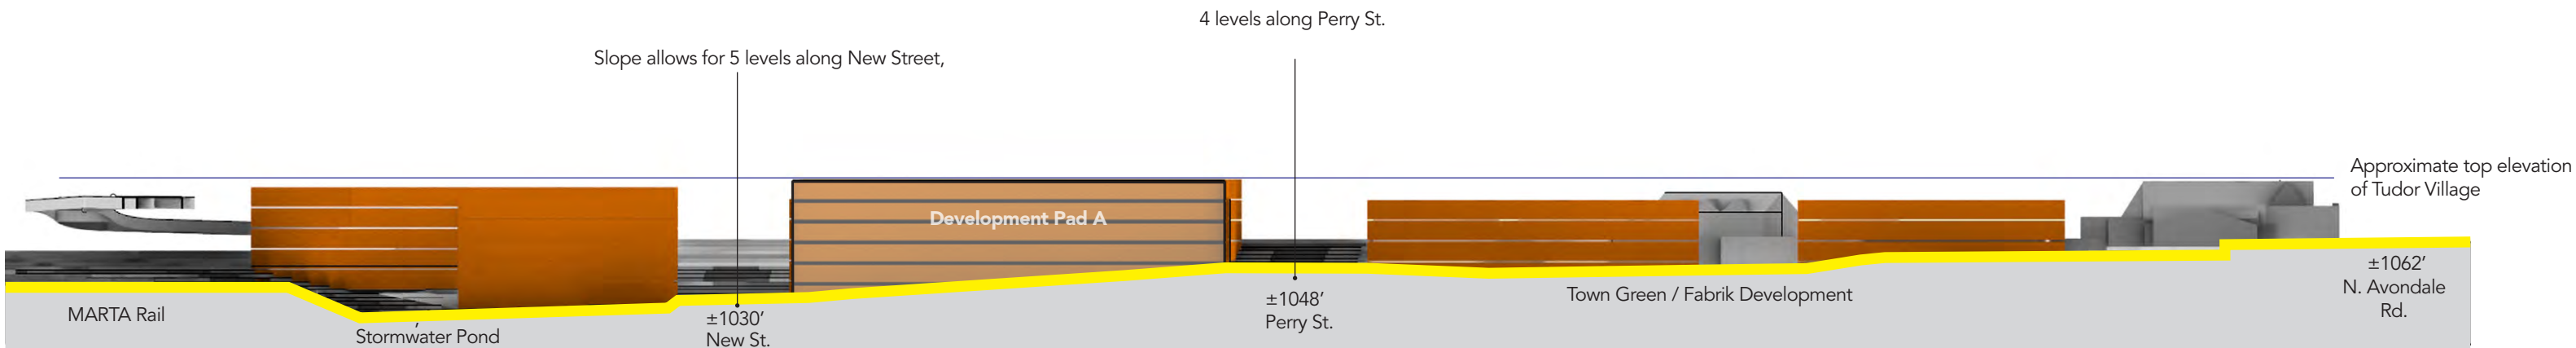 4 levels along Perry St.
Slope allows for 5 levels along New Street,
Approximate top elevation
of Tudor Village
Development Pad A
MARTA Rail
Stormwater Pond
±1030’
New St.
±1048’
Perry St.
Town Green / Fabrik Development
±1062’
N. Avondale
Rd.